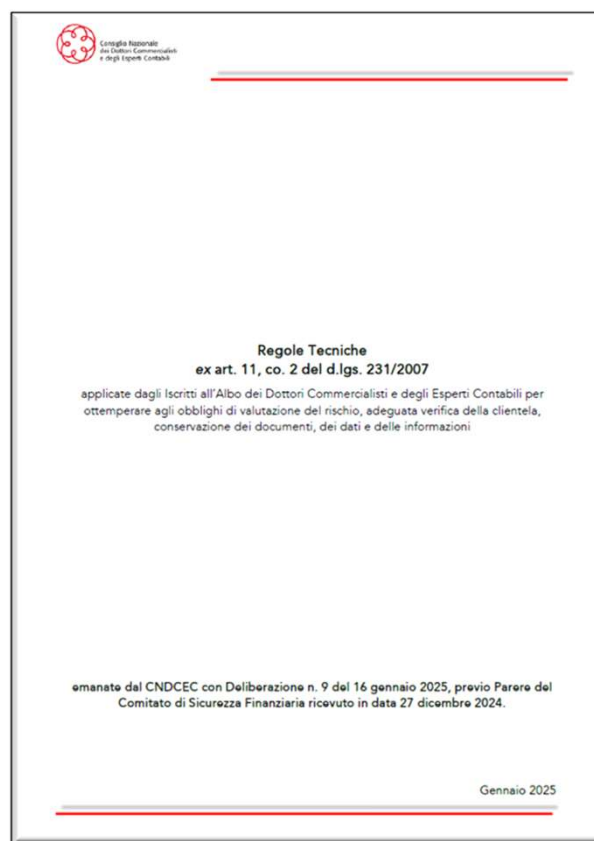 Consiglio Nazionale
dei Dottori Commercialisti
e degli Esperti Contabili
Regole Tecniche
ex art. 11, co. 2 del d.lgs. 231/2007
applicate dagli Iscritti all'Albo dei Dottori Commercialisti e degli Esperti Contabili per
ottemperare agli obblighi di valutazione del rischio, adeguata verifica della clientela,
conservazione dei documenti, dei dati e delle informazioni
emanate dal CNDCEC con Deliberazione n. 9 del 16 gennaio 2025, previo Parere del
Comitato di Sicurezza Finanziaria ricevuto in data 27 dicembre 2024.
Gennaio 2025